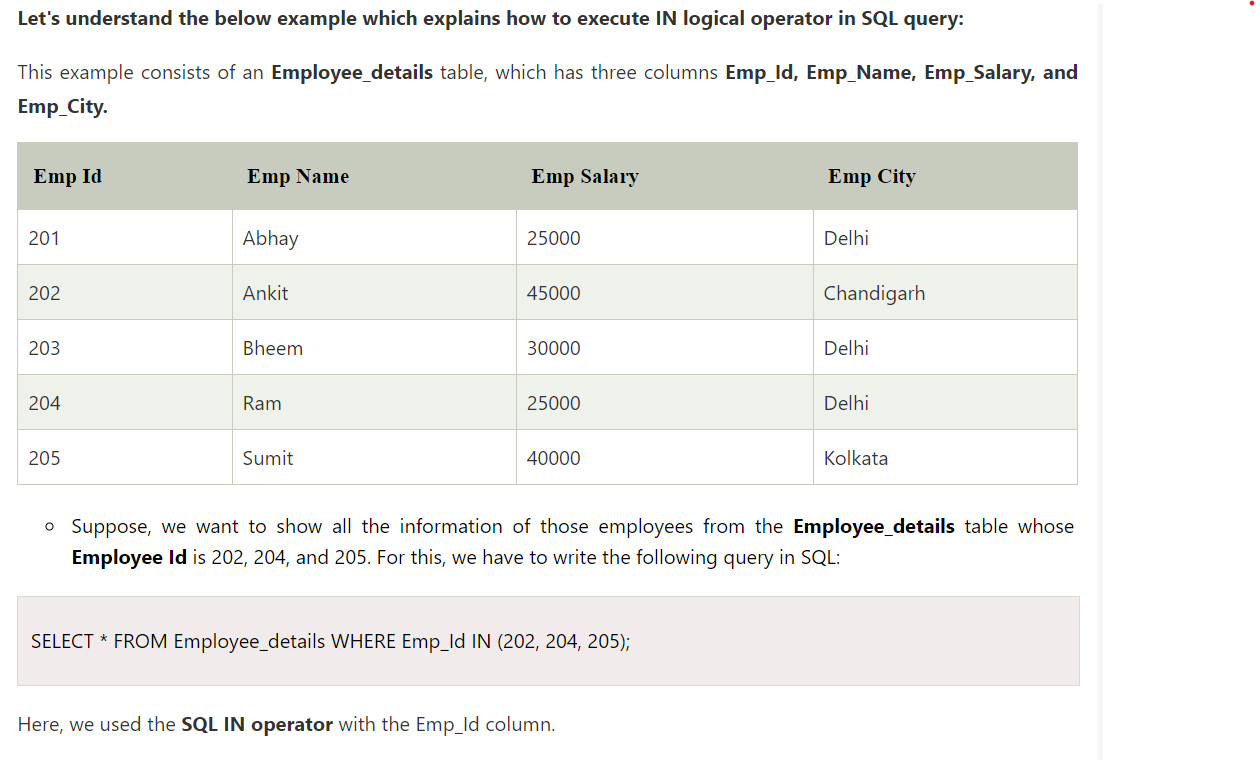 Let's understand the below example which explains how to execute IN logical operator in SQL query:
This example consists of an Employee_details table, which has three columns Emp_Id, Emp_Name, Emp_Salary, and
Emp_City.
Emp Id Emp Name Emp Salary Emp City
201 Abhay 25000 Delhi
202 Ankit 45000 Chandigarh
203 Bheem 30000 Delhi
204 Ram 25000 Delhi
205 Sumit 40000 Kolkata
Suppose, we want to show all the information of those employees from the Employee_details table whose
Employee Id is 202, 204, and 205. For this, we have to write the following query in SQL:
SELECT * FROM Employee_details WHERE Emp_Id IN (202, 204, 205);
Here, we used the SQL IN operator with the Emp_Id column.